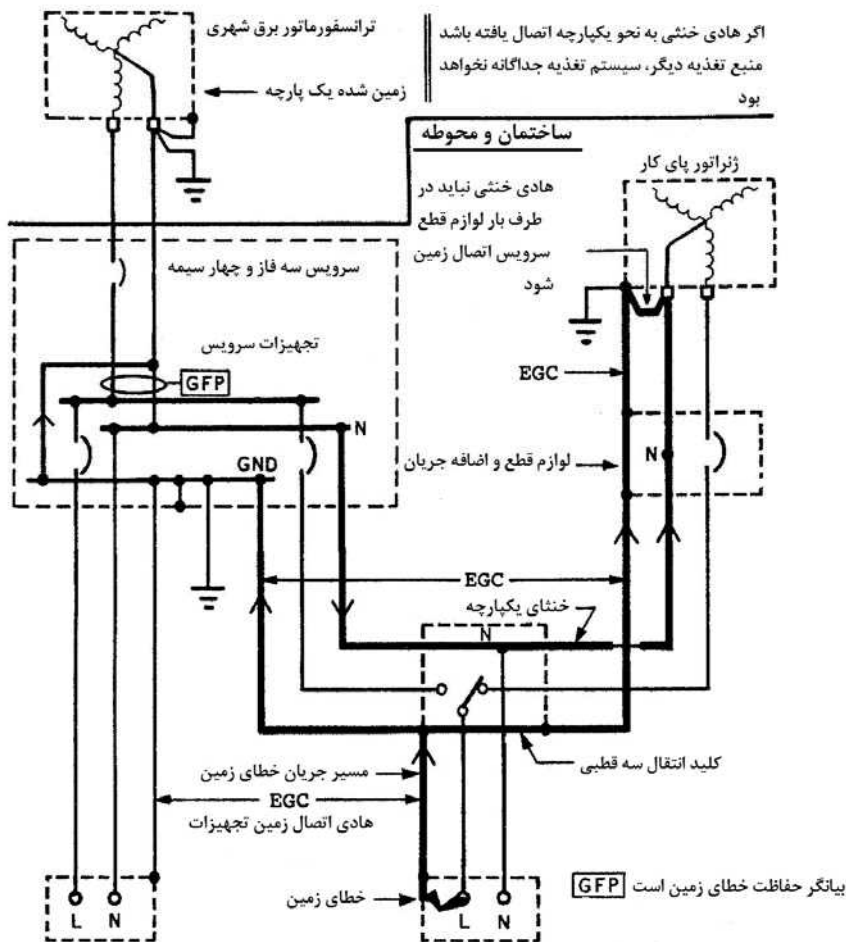 ترانسفورماتور برق شهری
زمین شده یک پارچه
اگر هادی خنثی به نحو یکپارچه اتصال یافته باشد
منبع تغذیه دیگر، سیستم تغذیه جداگانه نخواهد
بود
ساختمان و محوطه
ژنراتور پای کار
هادی خنثی نباید در
طرف بار لوازم قطع
سرویس اتصال زمین
شود
سرویس سه فاز و چهار سیمه
تجهیزات سرویس
GFP
EGC
N
GND
N
لوازم قطع و اضافه جریان
EGC
خنثای یکپارچه
N
کلید انتقال سه قطبی
مسیر جریان خطای زمین
EGC
هادی اتصال زمین تجهیزات
خطای زمین
L N
L N
GFP بیانگر حفاظت خطای زمین است